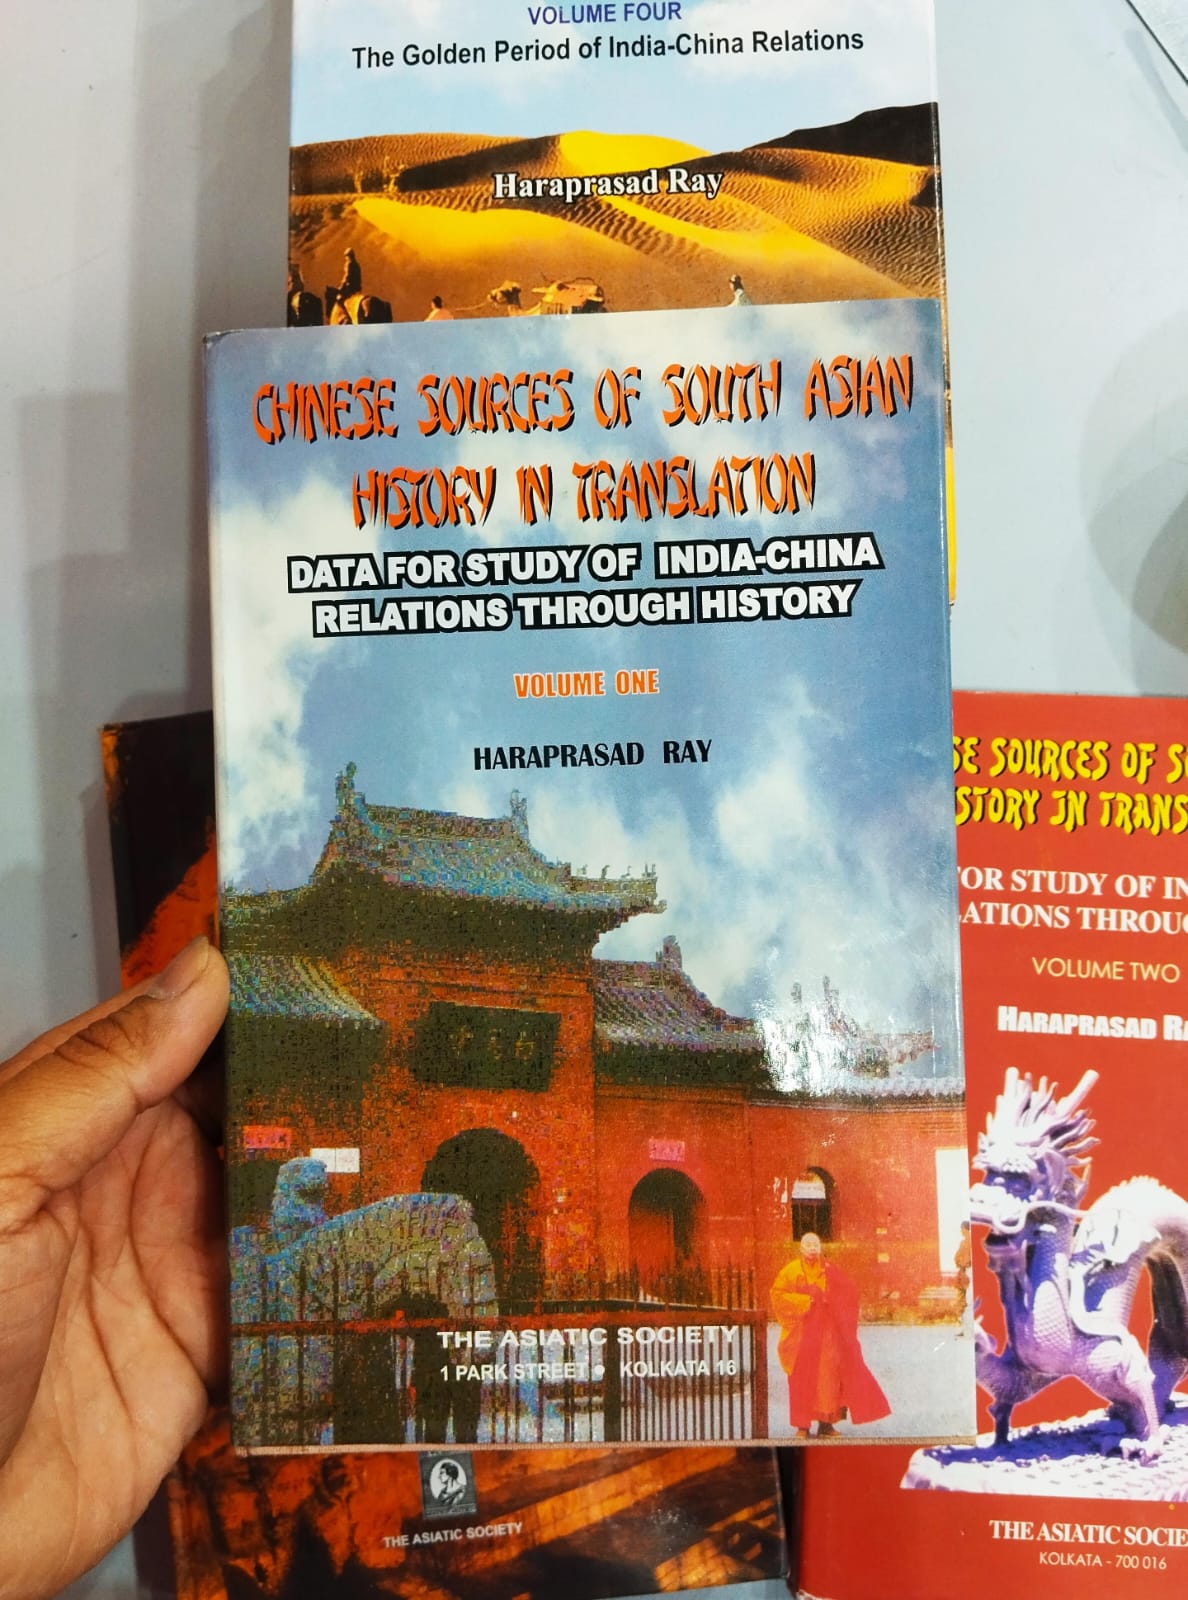 VOLUME FOUR
The Golden Period of India-China Relations
Haraprasad Ray
CHINESE SOURCES OF SOUTH ASIAN
HISTORY IN TRANSLATION
DATA FOR STUDY OF INDIA-CHINA
RELATIONS THROUGH HISTORY
VOLUME ONE
HARAPRASAD RAY
THE ASIATIC SOCIETY
1 PARK STREET • KOLKATA 16
SE SOURCES OF S
STORY IN TRANS
FOR STUDY OF IN
LATIONS THROUG
VOLUME TWO
HARAPRASAD RA
THE ASIATIC SOCIE
KOLKATA - 700 016
THE ASIATIC SOCIETY